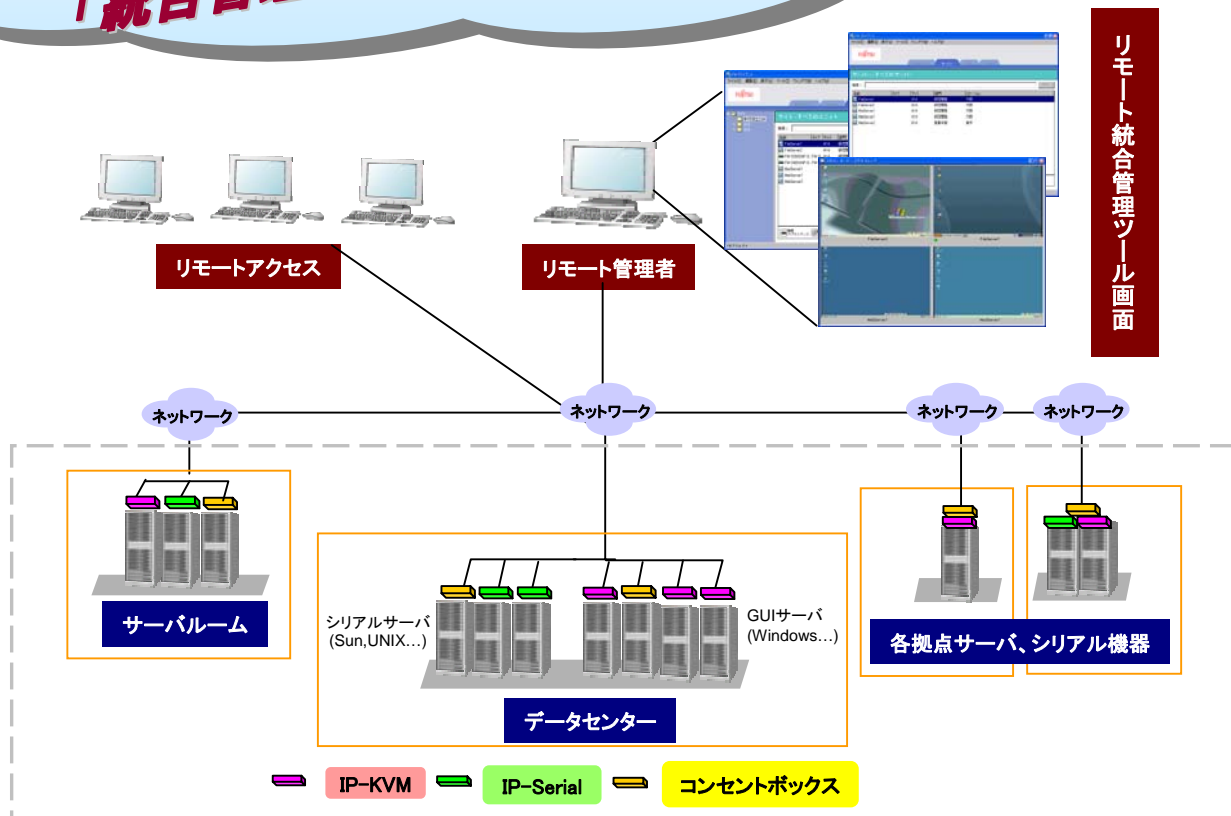 「統合管理
リモート統合管理ツール画面
リモートアクセス
リモート管理者
ネットワーク
ネットワーク
ネットワーク
ネットワーク
サーバルーム
シリアルサーバ
(Sun,UNIX…)
GUIサーバ
(Windows…)
データセンター
各拠点サーバ、シリアル機器
IP-KVM
IP-Serial
コンセントボックス